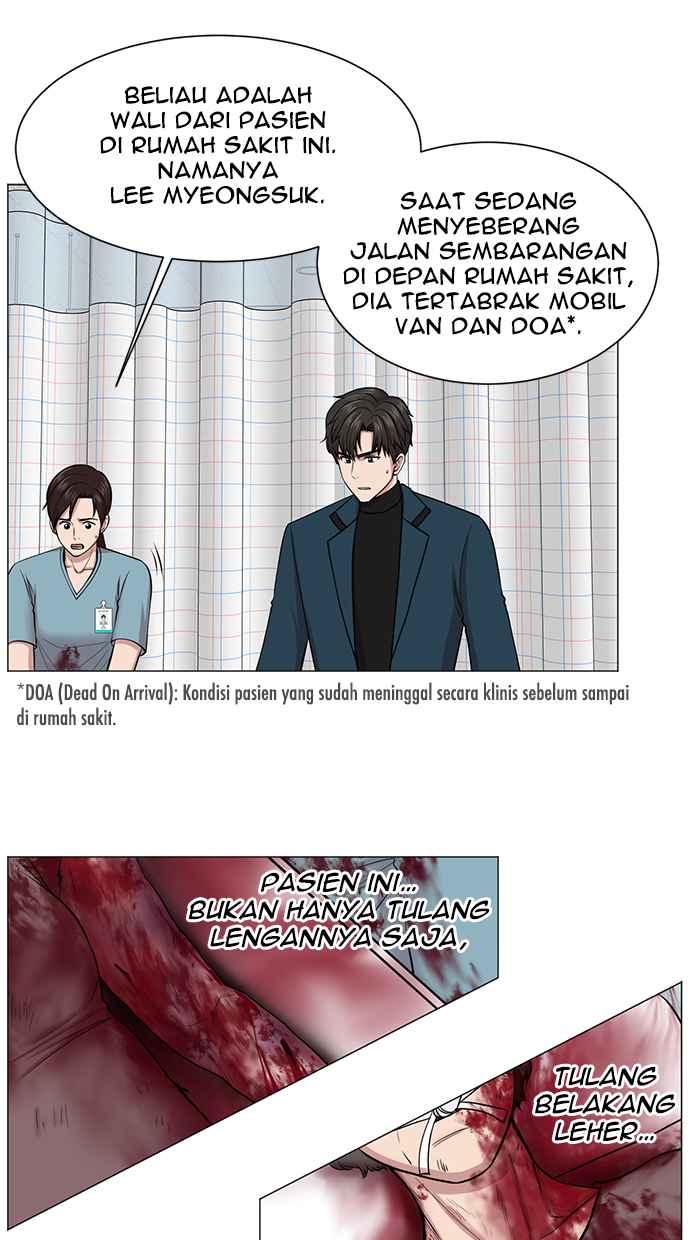 BELIAU ADALAH
WALI DARI PASIEN
DI RUMAH SAKIT INI.
NAMANYA
LEE MYEONGSUK.
SAAT SEDANG
MENYEBERANG
JALAN SEMBARANGAN
DI DEPAN RUMAH SAKIT,
DIA TERTABRAK MOBIL
VAN DAN DOA*.
*DOA (Dead On Arrival): Kondisi pasien yang sudah meninggal secara klinis sebelum sampai
di rumah sakit.
PASIEN INI...
BUKAN HANYA TULANG
LENGANNYA SAJA,
TULANG
BELAKANG
LEHER...